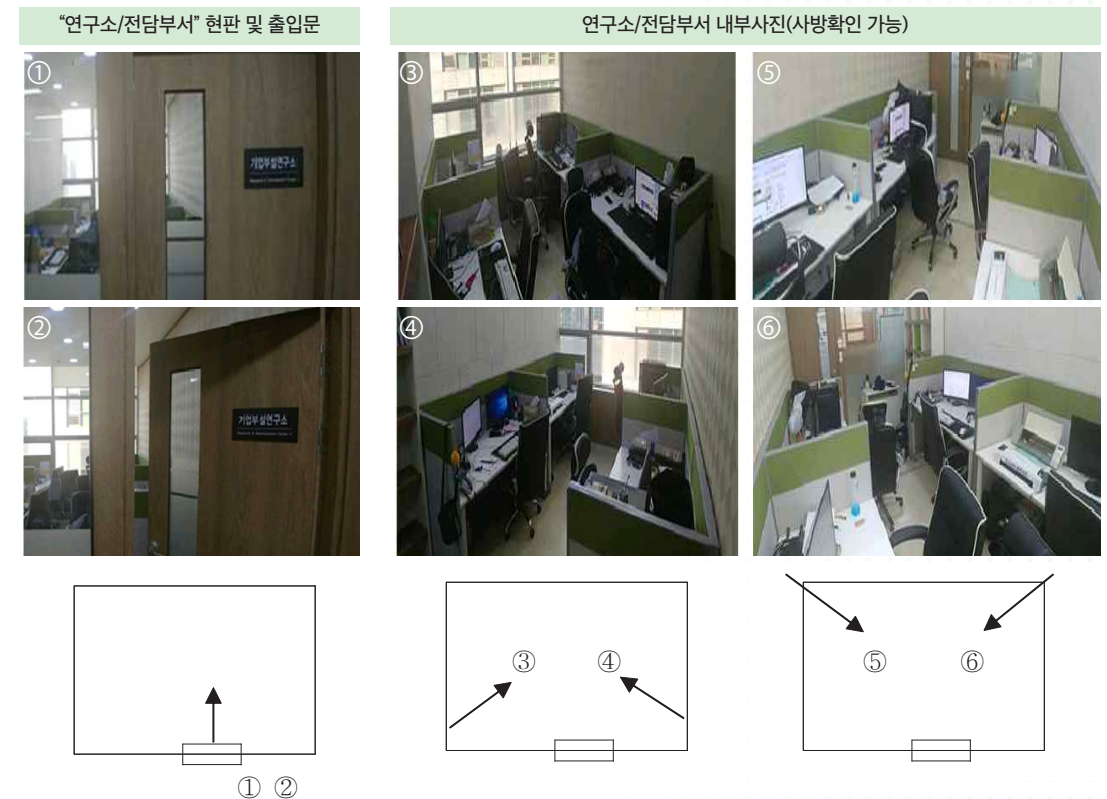 “연구소/전담부서” 현판 및 출입문
연구소/전담부서 내부사진(사방확인 가능)
①
③
⑤
기업부설연구소
②
④
⑥
기업부설연구소
③ ④
⑤ ⑥
① ②